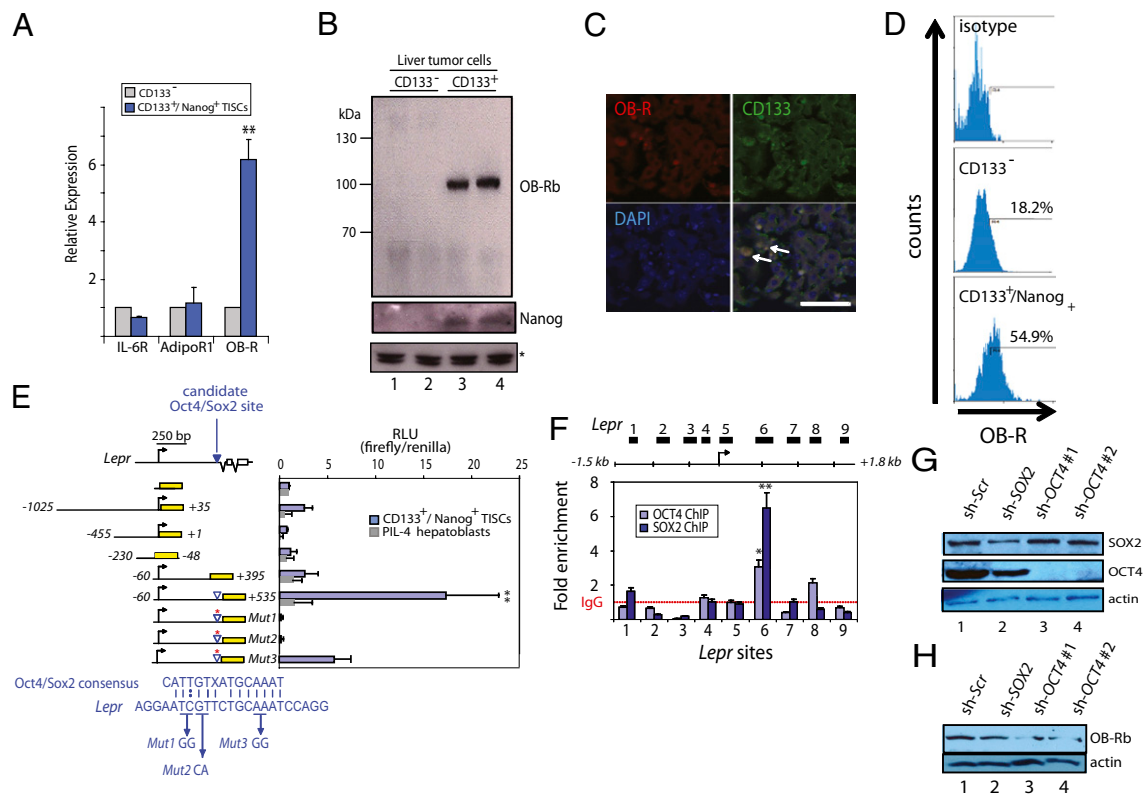 A
CD133-
CD133+/ Nanog+ TISCs
**
Relative Expression
6
4
2
IL-6R AdipoR1 OB-R
B
Liver tumor cells
CD133- CD133+
kDa
130
100
70
OB-Rb
Nanog
*
1 2 3 4
C
OB-R
CD133
DAPI
D
isotype
CD133-
18.2%
CD133+/Nanog+
54.9%
counts
OB-R
E
candidate
Oct4/Sox2 site
250 bp
Lepr
RLU
(firefly/renilla)
0 5 10 15 20 25
CD133+/ Nanog+ TISCs
PIL-4 hepatoblasts
-1025 +35
-455 +1
-230 -48
-60 +395
-60 +535
**
* Mut1
* Mut2
* Mut3
Oct4/Sox2 consensus CATTGTXATGCAAAT
Lepr AGGAATCGTTCTGCAAATCCAGG
Mut1 GG
Mut3 GG
Mut2 CA
F
Lepr 1 2 3 4 5 6 7 8 9
-1.5 kb +1.8 kb
OCT4 ChIP
SOX2 ChIP
*
**
Fold enrichment
8
6
4
2
0
IgG
1 2 3 4 5 6 7 8 9
Lepr sites
G
sh-Scr sh-SOX2 sh-OCT4#1 sh-OCT4#2
SOX2
OCT4
actin
1 2 3 4
H
sh-Scr sh-SOX2 sh-OCT4#1 sh-OCT4#2
OB-Rb
actin
1 2 3 4